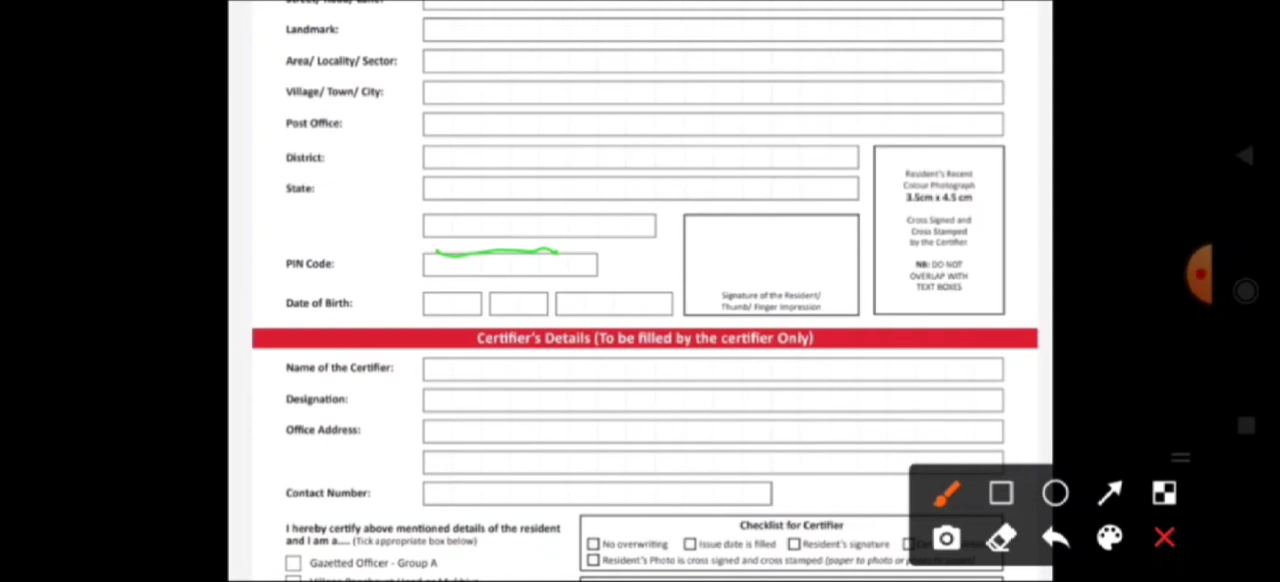 Landmark:
Area/ Locality/ Sector:
Village/ Town/ City:
Post Office:
District:
State:
PIN Code:
Date of Birth:
Signature of the Resident/
Thumb/ Finger Impression
Resident's Recent
Colour Photograph
3.5cm x 4.5 cm
Cross Signed and
Cross Stamped
by the Certifier
NB: DO NOT
OVERLAP WITH
TEXT BOXES
Certifier's Details (To be filled by the certifier Only)
Name of the Certifier:
Designation:
Office Address:
Contact Number:
I hereby certify above mentioned details of the resident
and I am a.... (Tick appropriate box below)
Gazetted Officer - Group A
Checklist for Certifier
No overwriting Issue date is filled Resident's signature
Resident's Photo is cross signed and cross stamped (paper to photo or